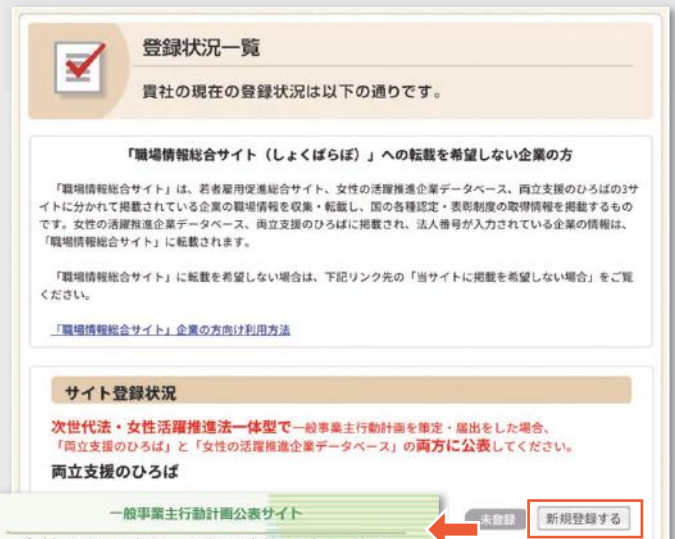 登録状況一覧
貴社の現在の登録状況は以下の通りです。
「職場情報総合サイト（しょくばらぼ）」への転載を希望しない企業の方
「職場情報総合サイト」は、若者雇用促進総合サイト、女性の活躍推進企業データベース、両立支援のひろばの3サ
イトに分かれて掲載されている企業の職場情報を収集・転載し、国の各種認定・表彰制度の取得情報を掲載するもの
です。女性の活躍推進企業データベース、両立支援のひろばに掲載され、法人番号が入力されている企業の情報は、
「職場情報総合サイト」に転載されます。
「職場情報総合サイト」に転載を希望しない場合は、下記リンク先の「当サイトに掲載を希望しない場合」をご覧
ください。
「職場情報総合サイト」企業の方向け利用方法
サイト登録状況
次世代法・女性活躍推進法一体型で一般事業主行動計画を策定・届出をした場合、
「両立支援のひろば」と「女性の活躍推進企業データベース」の両方に公表してください。
両立支援のひろば
未登録 新規登録する
一般事業主行動計画公表サイト